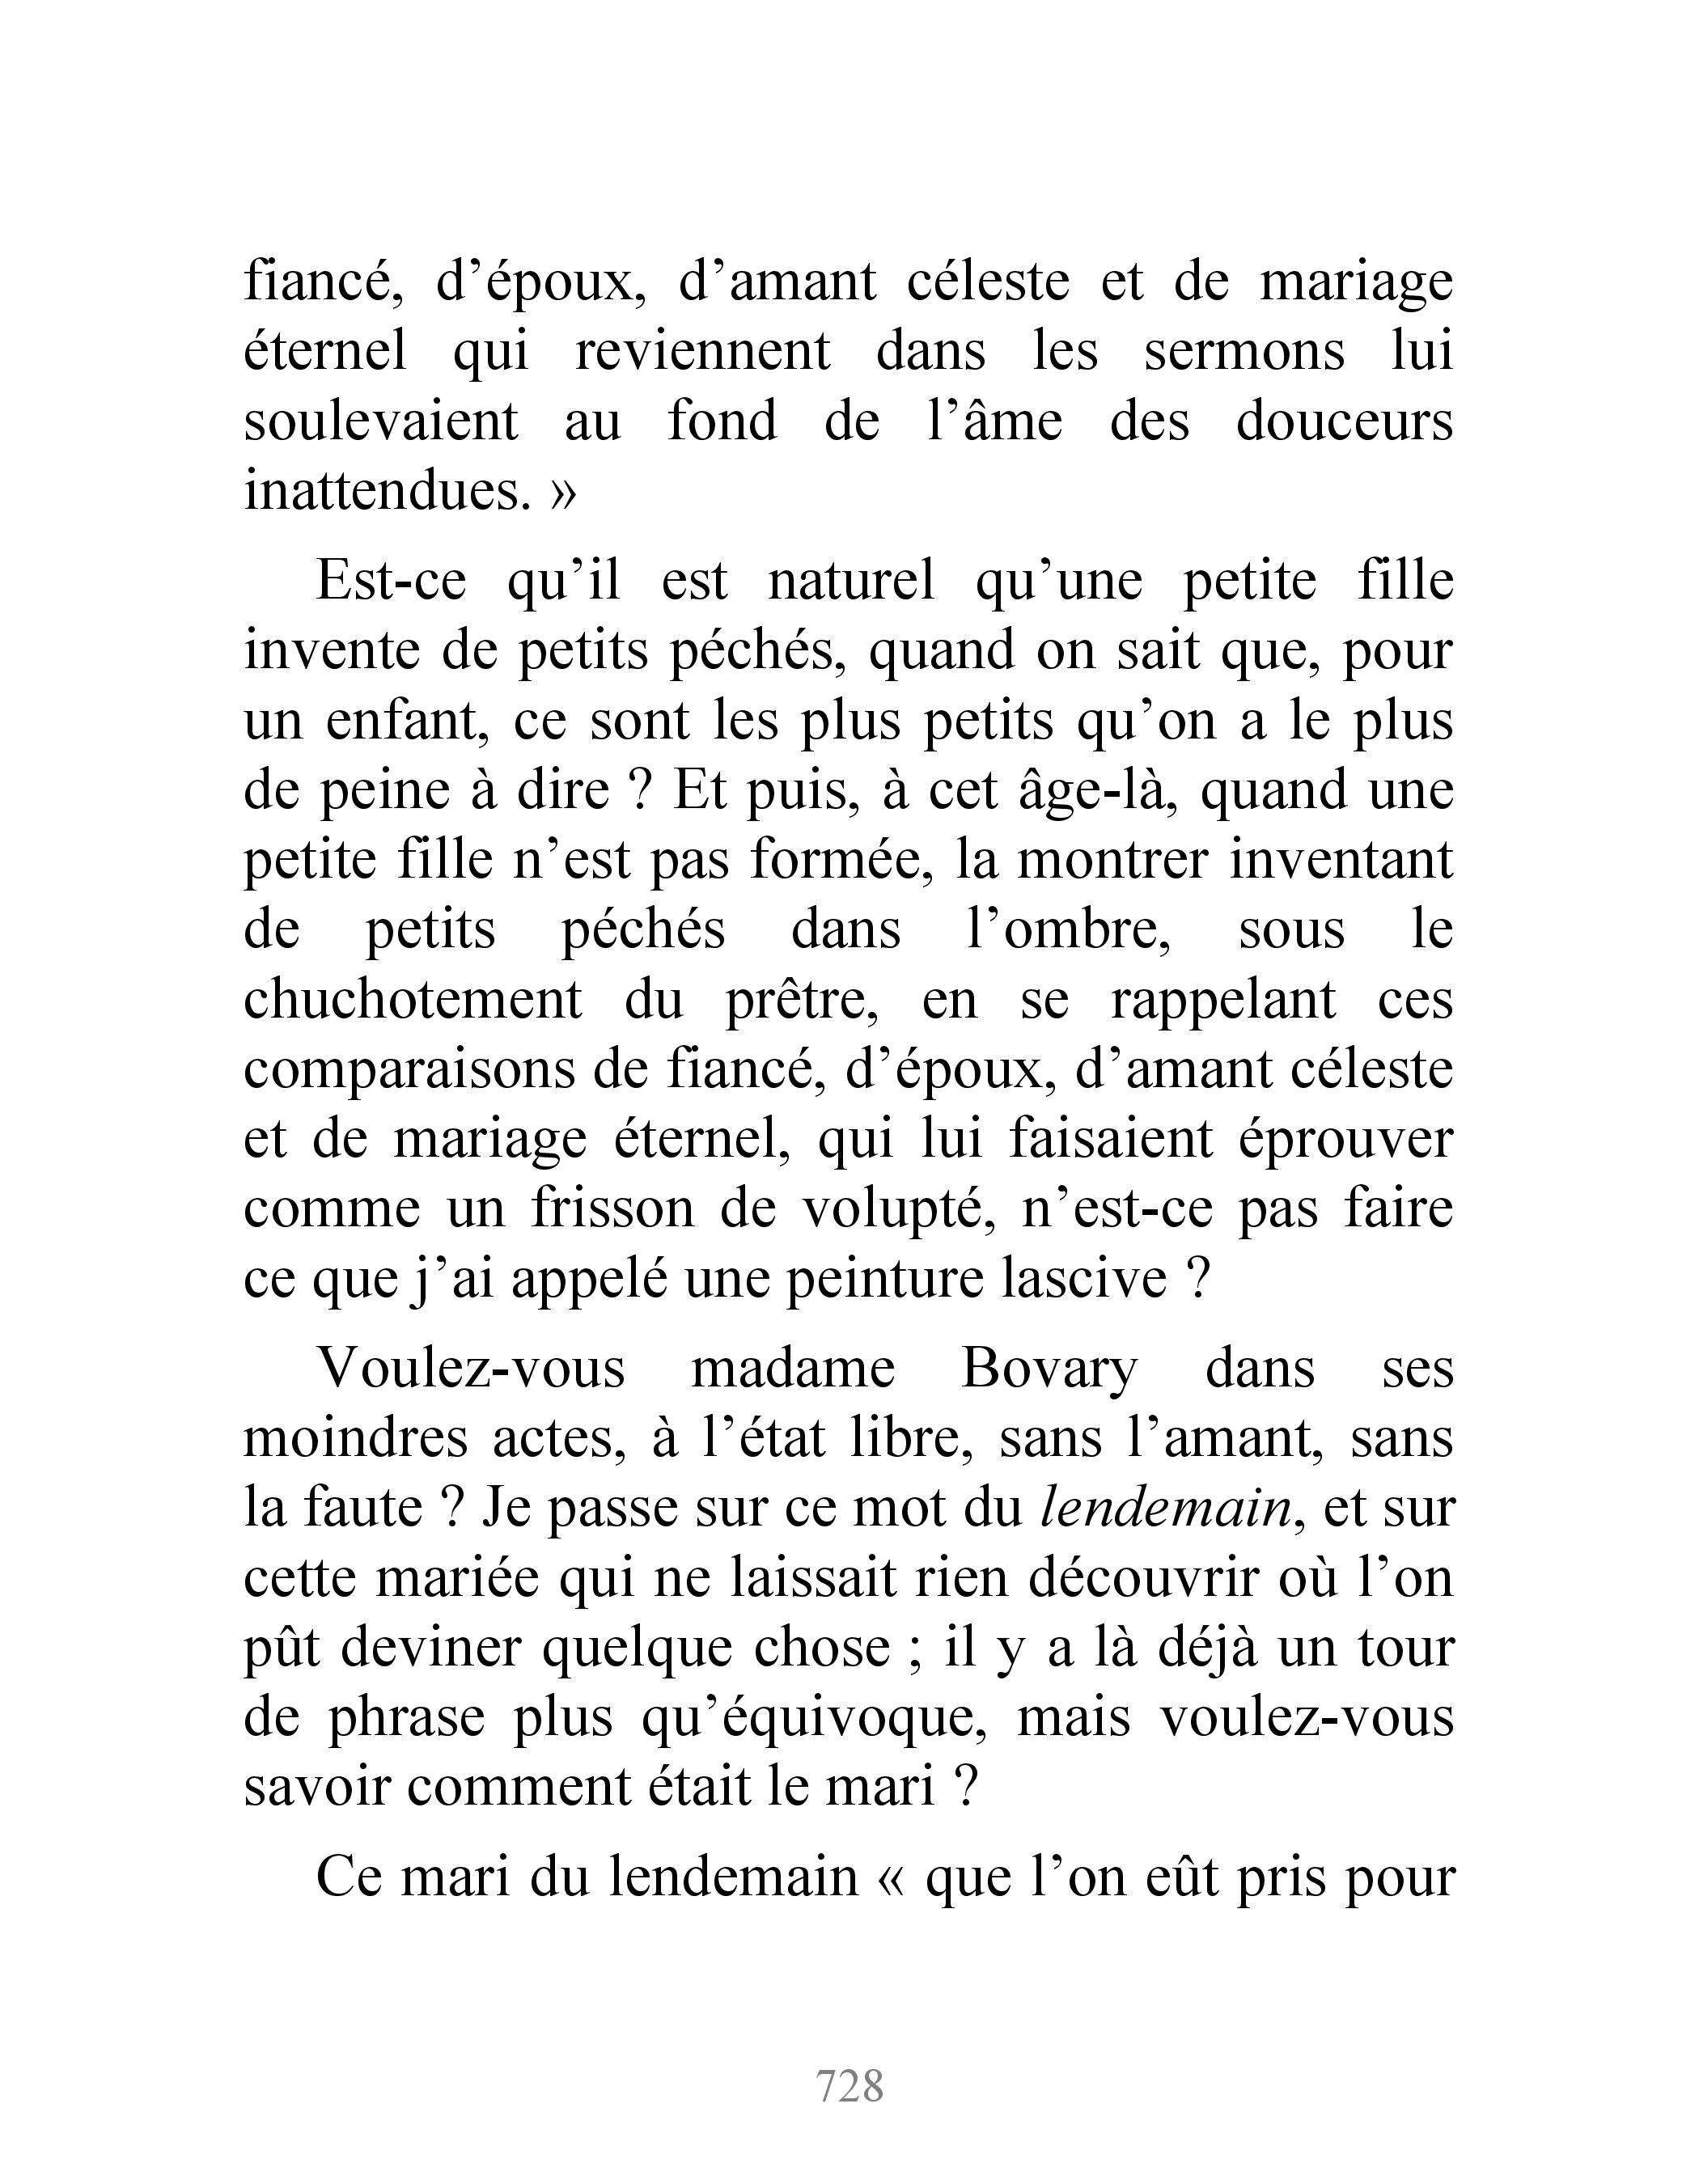 fiancé, d’époux, d’amant céleste et de mariage
éternel qui reviennent dans les sermons lui
soulevaient au fond de l’âme des douceurs
inattendues. »
Est-ce qu’il est naturel qu’une petite fille
invente de petits péchés, quand on sait que, pour
un enfant, ce sont les plus petits qu’on a le plus
de peine à dire ? Et puis, à cet âge-là, quand une
petite fille n’est pas formée, la montrer inventant
de petits péchés dans l’ombre, sous le
chuchotement du prêtre, en se rappelant ces
comparaisons de fiancé, d’époux, d’amant céleste
et de mariage éternel, qui lui faisaient éprouver
comme un frisson de volupté, n’est-ce pas faire
ce que j’ai appelé une peinture lascive ?
Voulez-vous madame Bovary dans ses
moindres actes, à l’état libre, sans l’amant, sans
la faute ? Je passe sur ce mot du lendemain, et sur
cette mariée qui ne laissait rien découvrir où l’on
pût deviner quelque chose ; il y a là déjà un tour
de phrase plus qu’équivoque, mais voulez-vous
savoir comment était le mari ?
Ce mari du lendemain « que l’on eût pris pour
728